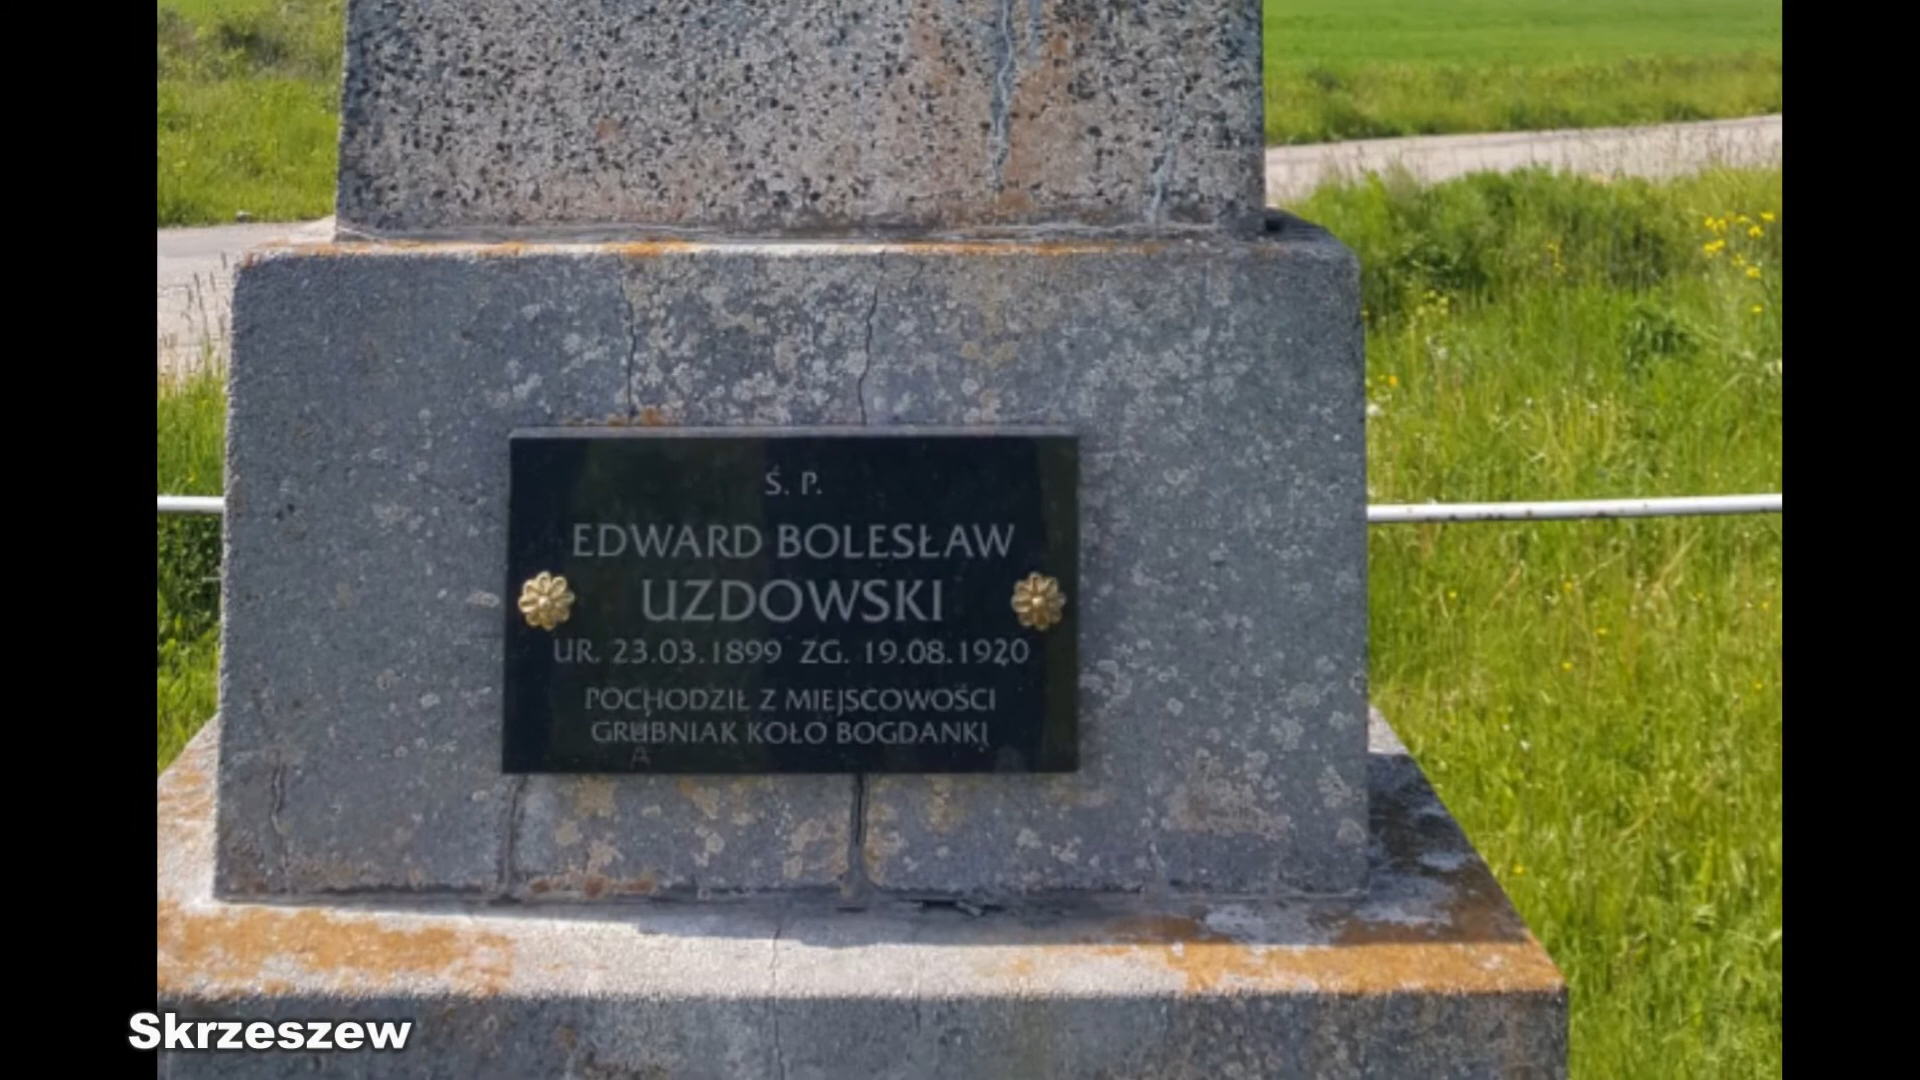 Ś. P.
EDWARD BOLESŁAW
UZDOWSKI
UR. 23.03.1899 ZG. 19.08.1920
POCHODZIŁ Z MIEJSCOWOŚCI
GRUBNIAK KOŁO BOGDANKI
Skrzeszew